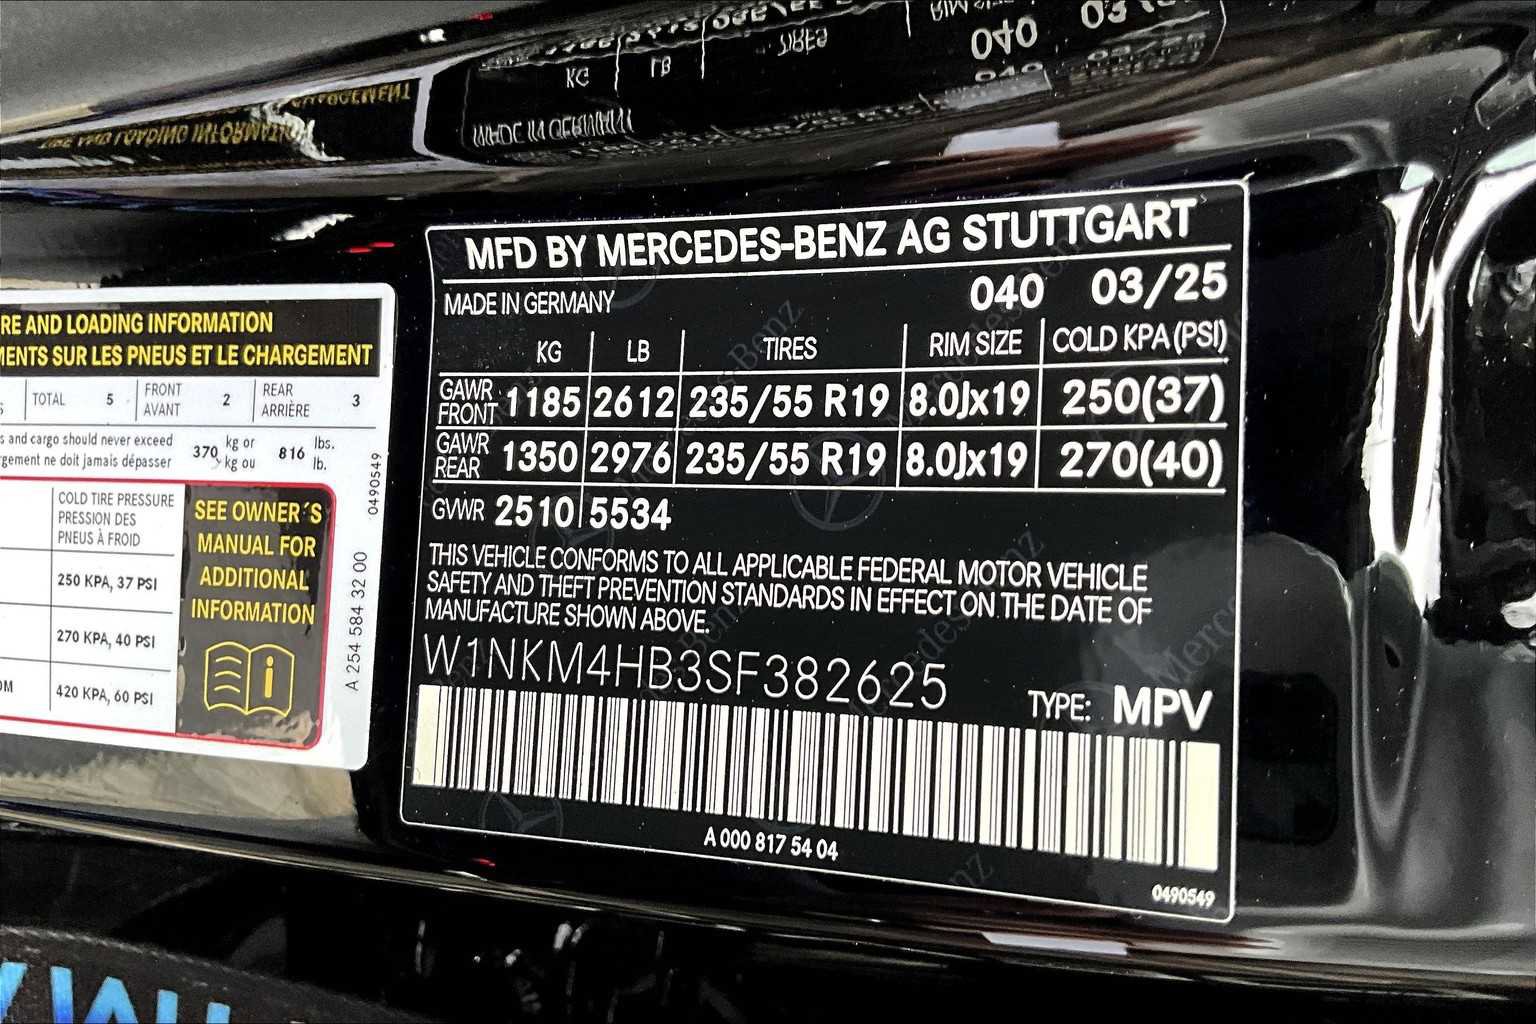 RE AND LOADING INFORMATION
MENTS SUR LES PNEUS ET LE CHARGEMENT
TOTAL 5 FRONT AVANT 2 REAR ARRIÈRE 3
s and cargo should never exceed
rgement ne doit jamais dépasser
370 kg or kg ou 816 lbs. lb.
COLD TIRE PRESSURE
PRESSION DES
PNEUS À FROID
250 KPA, 37 PSI
270 KPA, 40 PSI
OM 420 KPA, 60 PSI
SEE OWNER´S
MANUAL FOR
ADDITIONAL
INFORMATION
0490549
A 254 584 32 00
MFD BY MERCEDES-BENZ AG STUTTGART
MADE IN GERMANY 040 03/25
KG LB TIRES RIM SIZE COLD KPA(PSI)
GAWR FRONT 1185 2612 235/55 R19 8.0Jx19 250(37)
GAWR REAR 1350 2976 235/55 R19 8.0Jx19 270(40)
GVWR 2510 5534
THIS VEHICLE CONFORMS TO ALL APPLICABLE FEDERAL MOTOR VEHICLE
SAFETY AND THEFT PREVENTION STANDARDS IN EFFECT ON THE DATE OF
MANUFACTURE SHOWN ABOVE.
W1NKM4HB3SF382625
TYPE: MPV
A 000 817 54 04
0490549